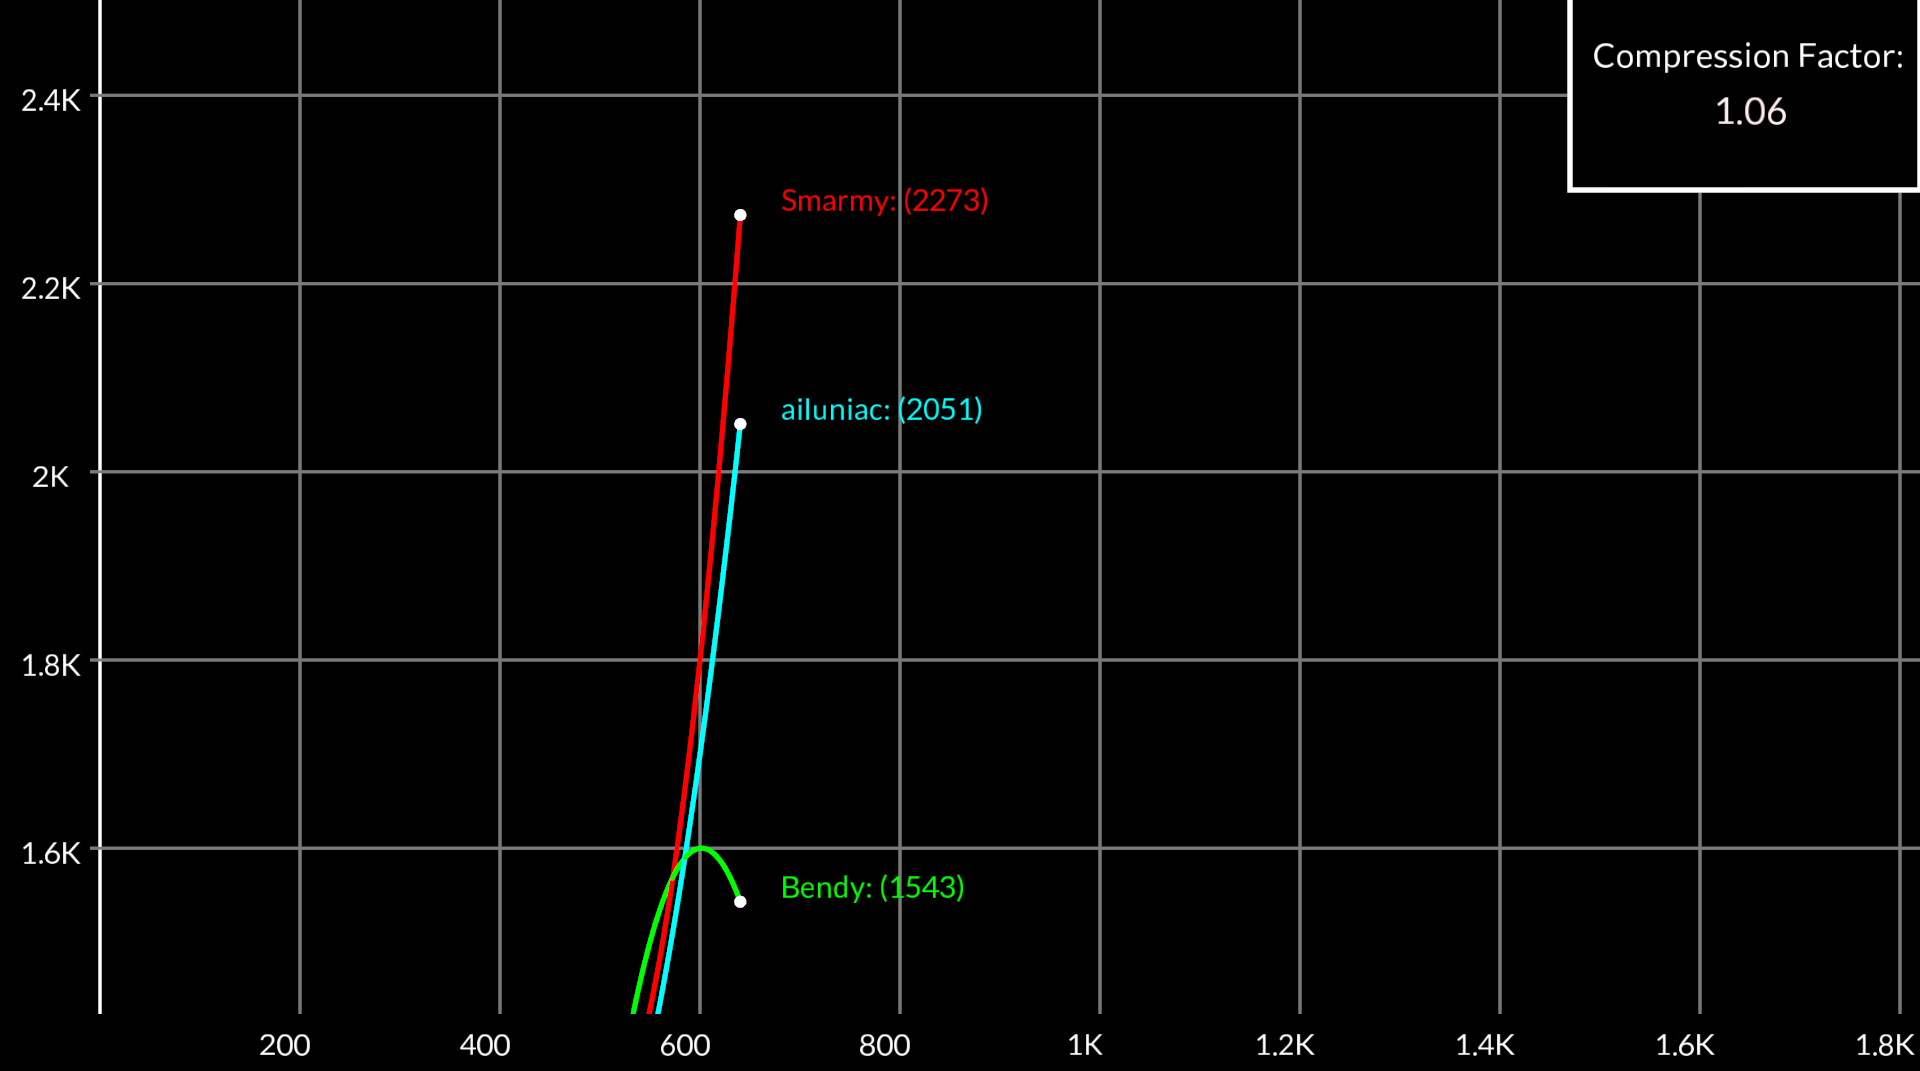 Compression Factor:
1.06
2.4K
Smarmy: (2273)
2.2K
ailuniac: (2051)
2K
1.8K
1.6K
Bendy: (1543)
200 400 600 800 1K 1.2K 1.4K 1.6K 1.8K